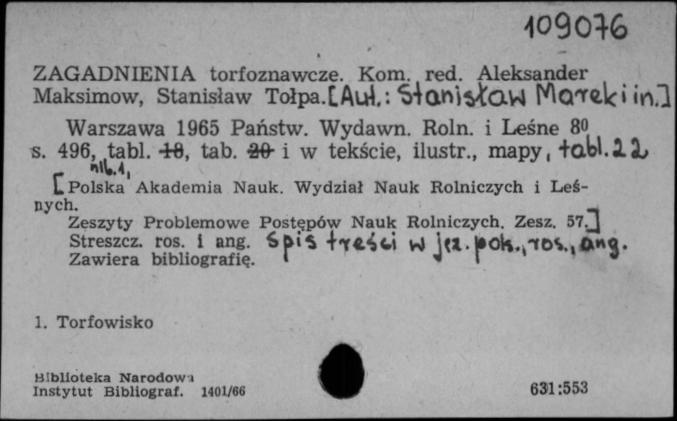 109076
ZAGADNIENIA torfoznawcze. Kom. red. Aleksander
Maksimow, Stanisław Tołpa. [Aut.: Stanisław Marek i in.]
Warszawa 1965 Państw. Wydawn. Roln. i Leśne 8⁰
s. 496, nlb. 1, tabl. 18, tab. 20 i w tekście, ilustr., mapy, tabl. 22
[Polska Akademia Nauk. Wydział Nauk Rolniczych i Leś-
nych.
Zeszyty Problemowe Postępów Nauk Rolniczych. Zesz. 57.]
Streszcz. ros. i ang. Spis treści w jęz. pols., ros., ang.
Zawiera bibliografię.
1. Torfowisko
Biblioteka Narodowa
Instytut Bibliograf. 1401/66
631:553